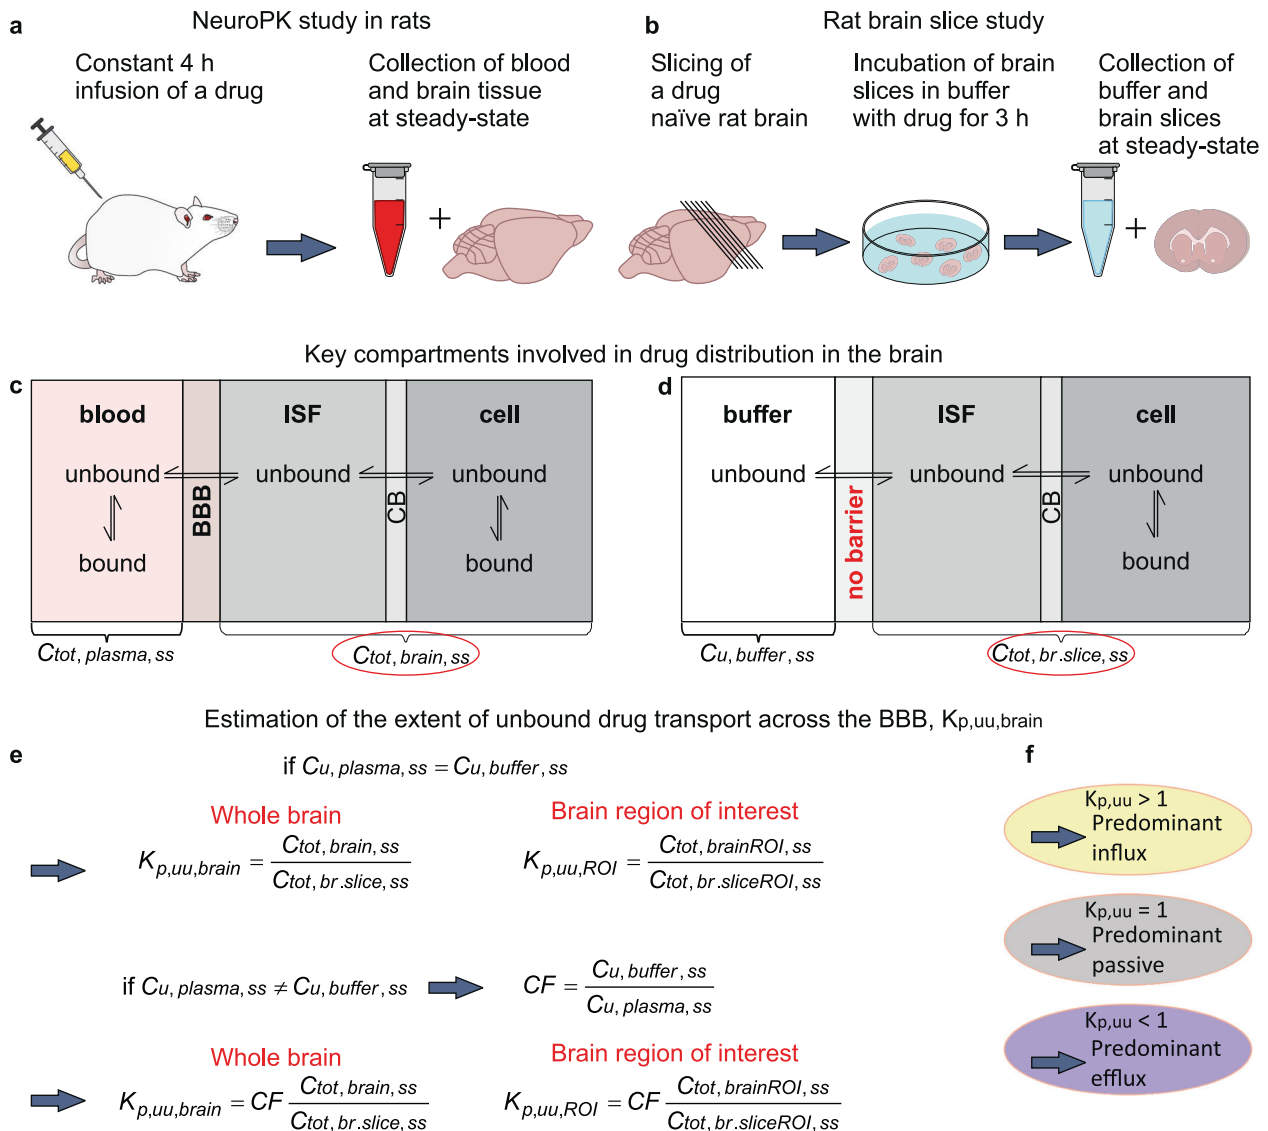 a
NeuroPK study in rats
Constant 4 h
infusion of a drug
Collection of blood
and brain tissue
at steady-state
+
b
Rat brain slice study
Slicing of
a drug
naïve rat brain
Incubation of brain
slices in buffer
with drug for 3 h
Collection of
buffer and
brain slices
at steady-state
+
Key compartments involved in drug distribution in the brain
c
blood
ISF
cell
unbound
unbound
unbound
BBB
CB
bound
bound
Ctot, plasma, ss
Ctot, brain, ss
d
buffer
ISF
cell
unbound
unbound
unbound
no barrier
CB
bound
Cu, buffer, ss
Ctot, br.slice, ss
Estimation of the extent of unbound drug transport across the BBB, Kp,uu,brain
e
if Cu, plasma, ss = Cu, buffer, ss
Whole brain
Kp,uu,brain = Ctot, brain, ss / Ctot, br.slice, ss
Brain region of interest
Kp,uu,ROI = Ctot, brainROI, ss / Ctot, br.sliceROI, ss
if Cu, plasma, ss ≠ Cu, buffer, ss
CF = Cu, buffer, ss / Cu, plasma, ss
Whole brain
Kp,uu,brain = CF Ctot, brain, ss / Ctot, br.slice, ss
Brain region of interest
Kp,uu,ROI = CF Ctot, brainROI, ss / Ctot, br.sliceROI, ss
f
Kp,uu > 1
Predominant
influx
Kp,uu = 1
Predominant
passive
Kp,uu < 1
Predominant
efflux